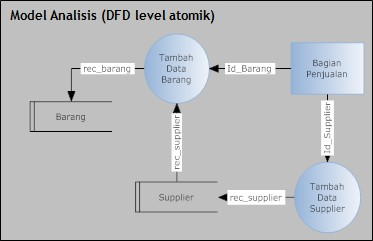 Model Analisis (DFD level atomik)
rec_barang
Tambah
Data
Barang
Id_Barang
Bagian
Penjualan
Barang
rec_supplier
Id_Supplier
Supplier
rec_supplier
Tambah
Data
Supplier